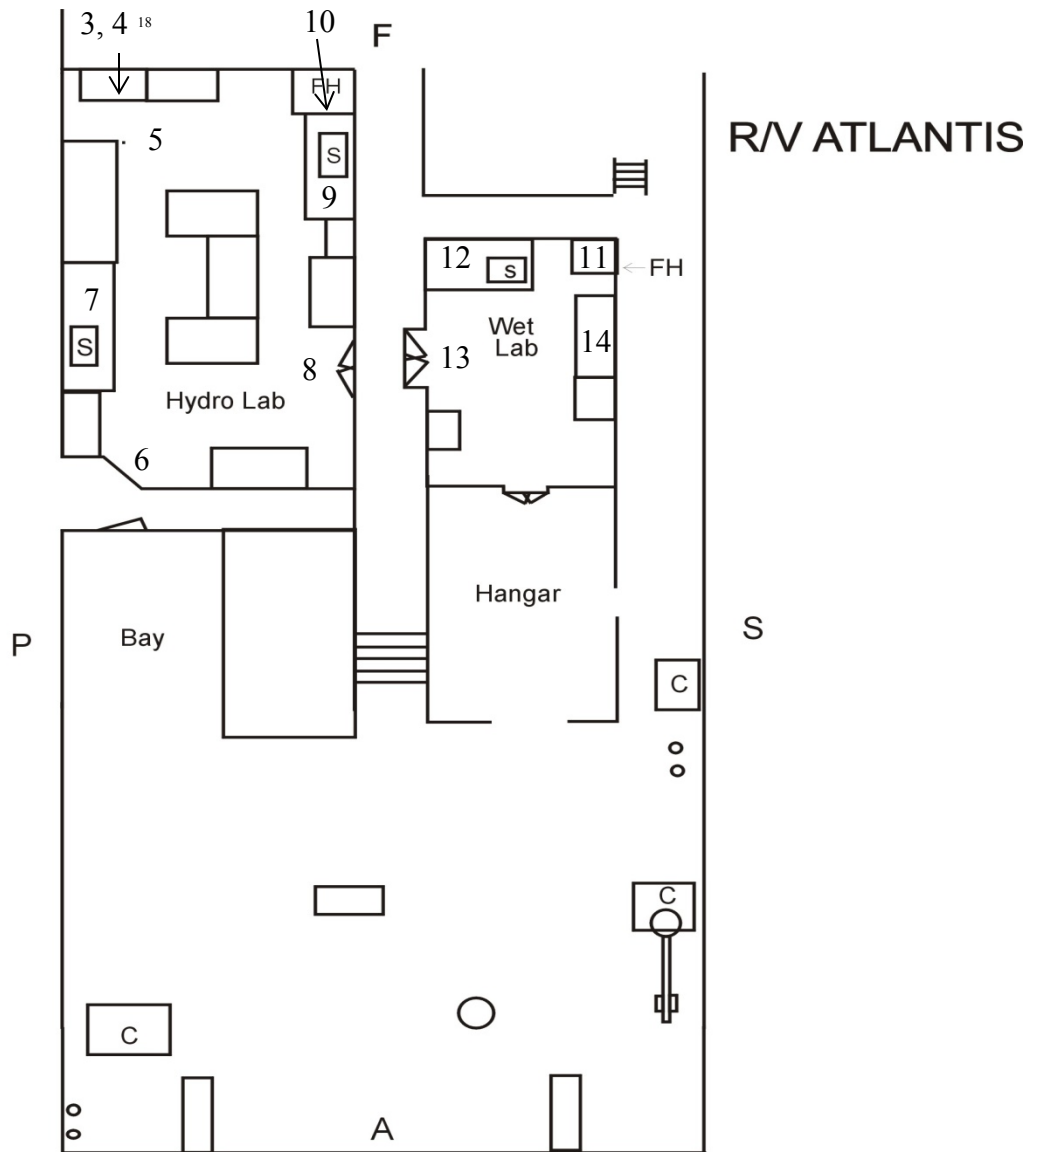 3, 4 18
10
F
FH
R/V ATLANTIS
5
S
9
12
s
11
FH
7
S
Wet
Lab
14
13
8
Hydro Lab
6
Hangar
P
Bay
S
C
C
C
A